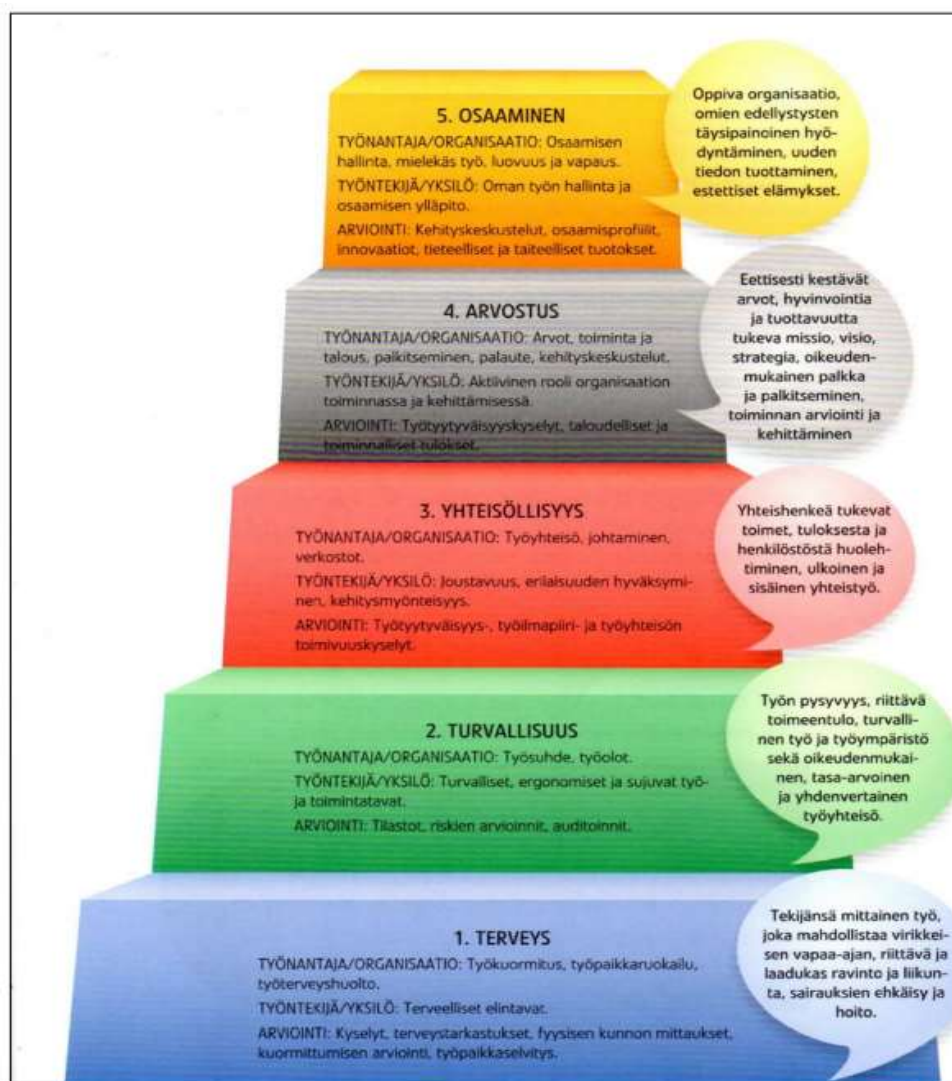 5. OSAAMINEN
TYÖNANTAJA/ORGANISAATIO: Osaamisen
hallinta, mielekäs työ, luovuus ja vapaus.
TYÖNTEKIJÄ/YKSILÖ: Oman työn hallinta ja
osaamisen ylläpito.
ARVIOINTI: Kehityskeskustelut, osaamisprofiilit,
innovaatiot, tieteelliset ja taiteelliset tuotokset.
Oppiva organisaatio,
omien edellytysten
täysipainoinen hyö-
dyntäminen, uuden
tiedon tuottaminen,
estettiset elämykset.
4. ARVOSTUS
TYÖNANTAJA/ORGANISAATIO: Arvot, toiminta ja
talous, palkitseminen, palaute, kehityskeskustelut.
TYÖNTEKIJÄ/YKSILÖ: Aktiivinen rooli organisaation
toiminnassa ja kehittämisessä.
ARVIOINTI: Työtyytyväisyyskyselyt, taloudelliset ja
toiminnalliset tulokset.
Eettisesti kestävät
arvot, hyvinvointia
ja tuottavuutta
tukeva missio, visio,
strategia, oikeuden-
mukainen palkka
ja palkitseminen,
toiminnan arviointi ja
kehittäminen
3. YHTEISÖLLISYYS
TYÖNANTAJA/ORGANISAATIO: Työyhteisö, johtaminen,
verkostot.
TYÖNTEKIJÄ/YKSILÖ: Joustavuus, erilaisuuden hyväksymi-
nen, kehitysmyönteisyys.
ARVIOINTI: Työtyytyväisyys-, työilmapiiri- ja työyhteisön
toimivuuskyselyt.
Yhteishenkeä tukevat
toimet, tuloksesta ja
henkilöstöstä huoleh-
timinen, ulkoinen ja
sisäinen yhteistyö.
2. TURVALLISUUS
TYÖNANTAJA/ORGANISAATIO: Työsuhde, työolot.
TYÖNTEKIJÄ/YKSILÖ: Turvalliset, ergonomiset ja sujuvat työ-
ja toimintatavat.
ARVIOINTI: Tilastot, riskien arvioinnit, auditoinnit.
Työn pysyvyys, riittävä
toimeentulo, turvalli-
nen työ ja työympäristö
sekä oikeudenmukai-
nen, tasa-arvoinen
ja yhdenvertainen
työyhteisö.
1. TERVEYS
TYÖNANTAJA/ORGANISAATIO: Työkuormitus, työpaikkaruokailu,
työterveyshuolto.
TYÖNTEKIJÄ/YKSILÖ: Terveelliset elintavat.
ARVIOINTI: Kyselyt, terveystarkastukset, fyysisen kunnon mittaukset,
kuormittumisen arviointi, työpaikkaselvitys.
Tekijänsä mittainen työ,
joka mahdollistaa virikkei-
sen vapaa-ajan, riittävä ja
laadukas ravinto ja liikun-
ta, sairauksien ehkäisy ja
hoito.